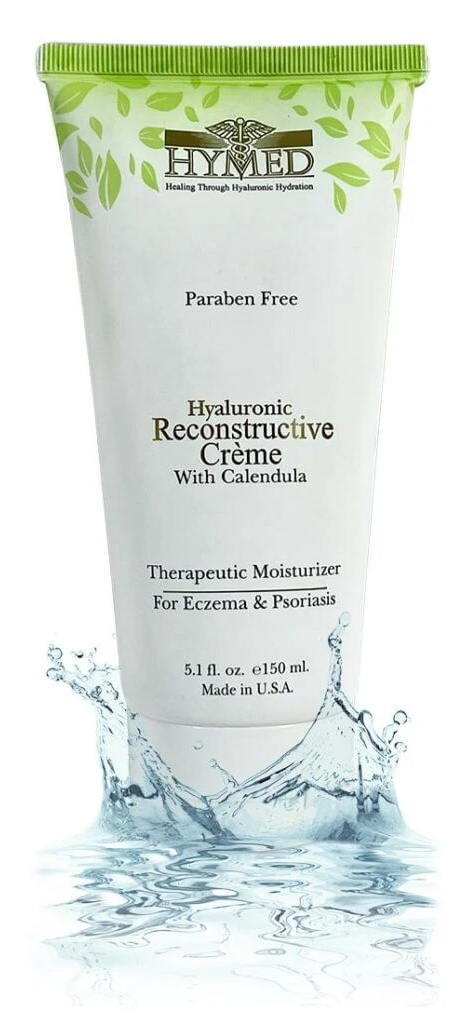 HYMED
Healing Through Hyaluronic Hydration
Paraben Free
Hyaluronic
Reconstructive
Crème
With Calendula
Therapeutic Moisturizer
For Eczema & Psoriasis
5.1 fl. oz. ℮150 ml.
Made in U.S.A.